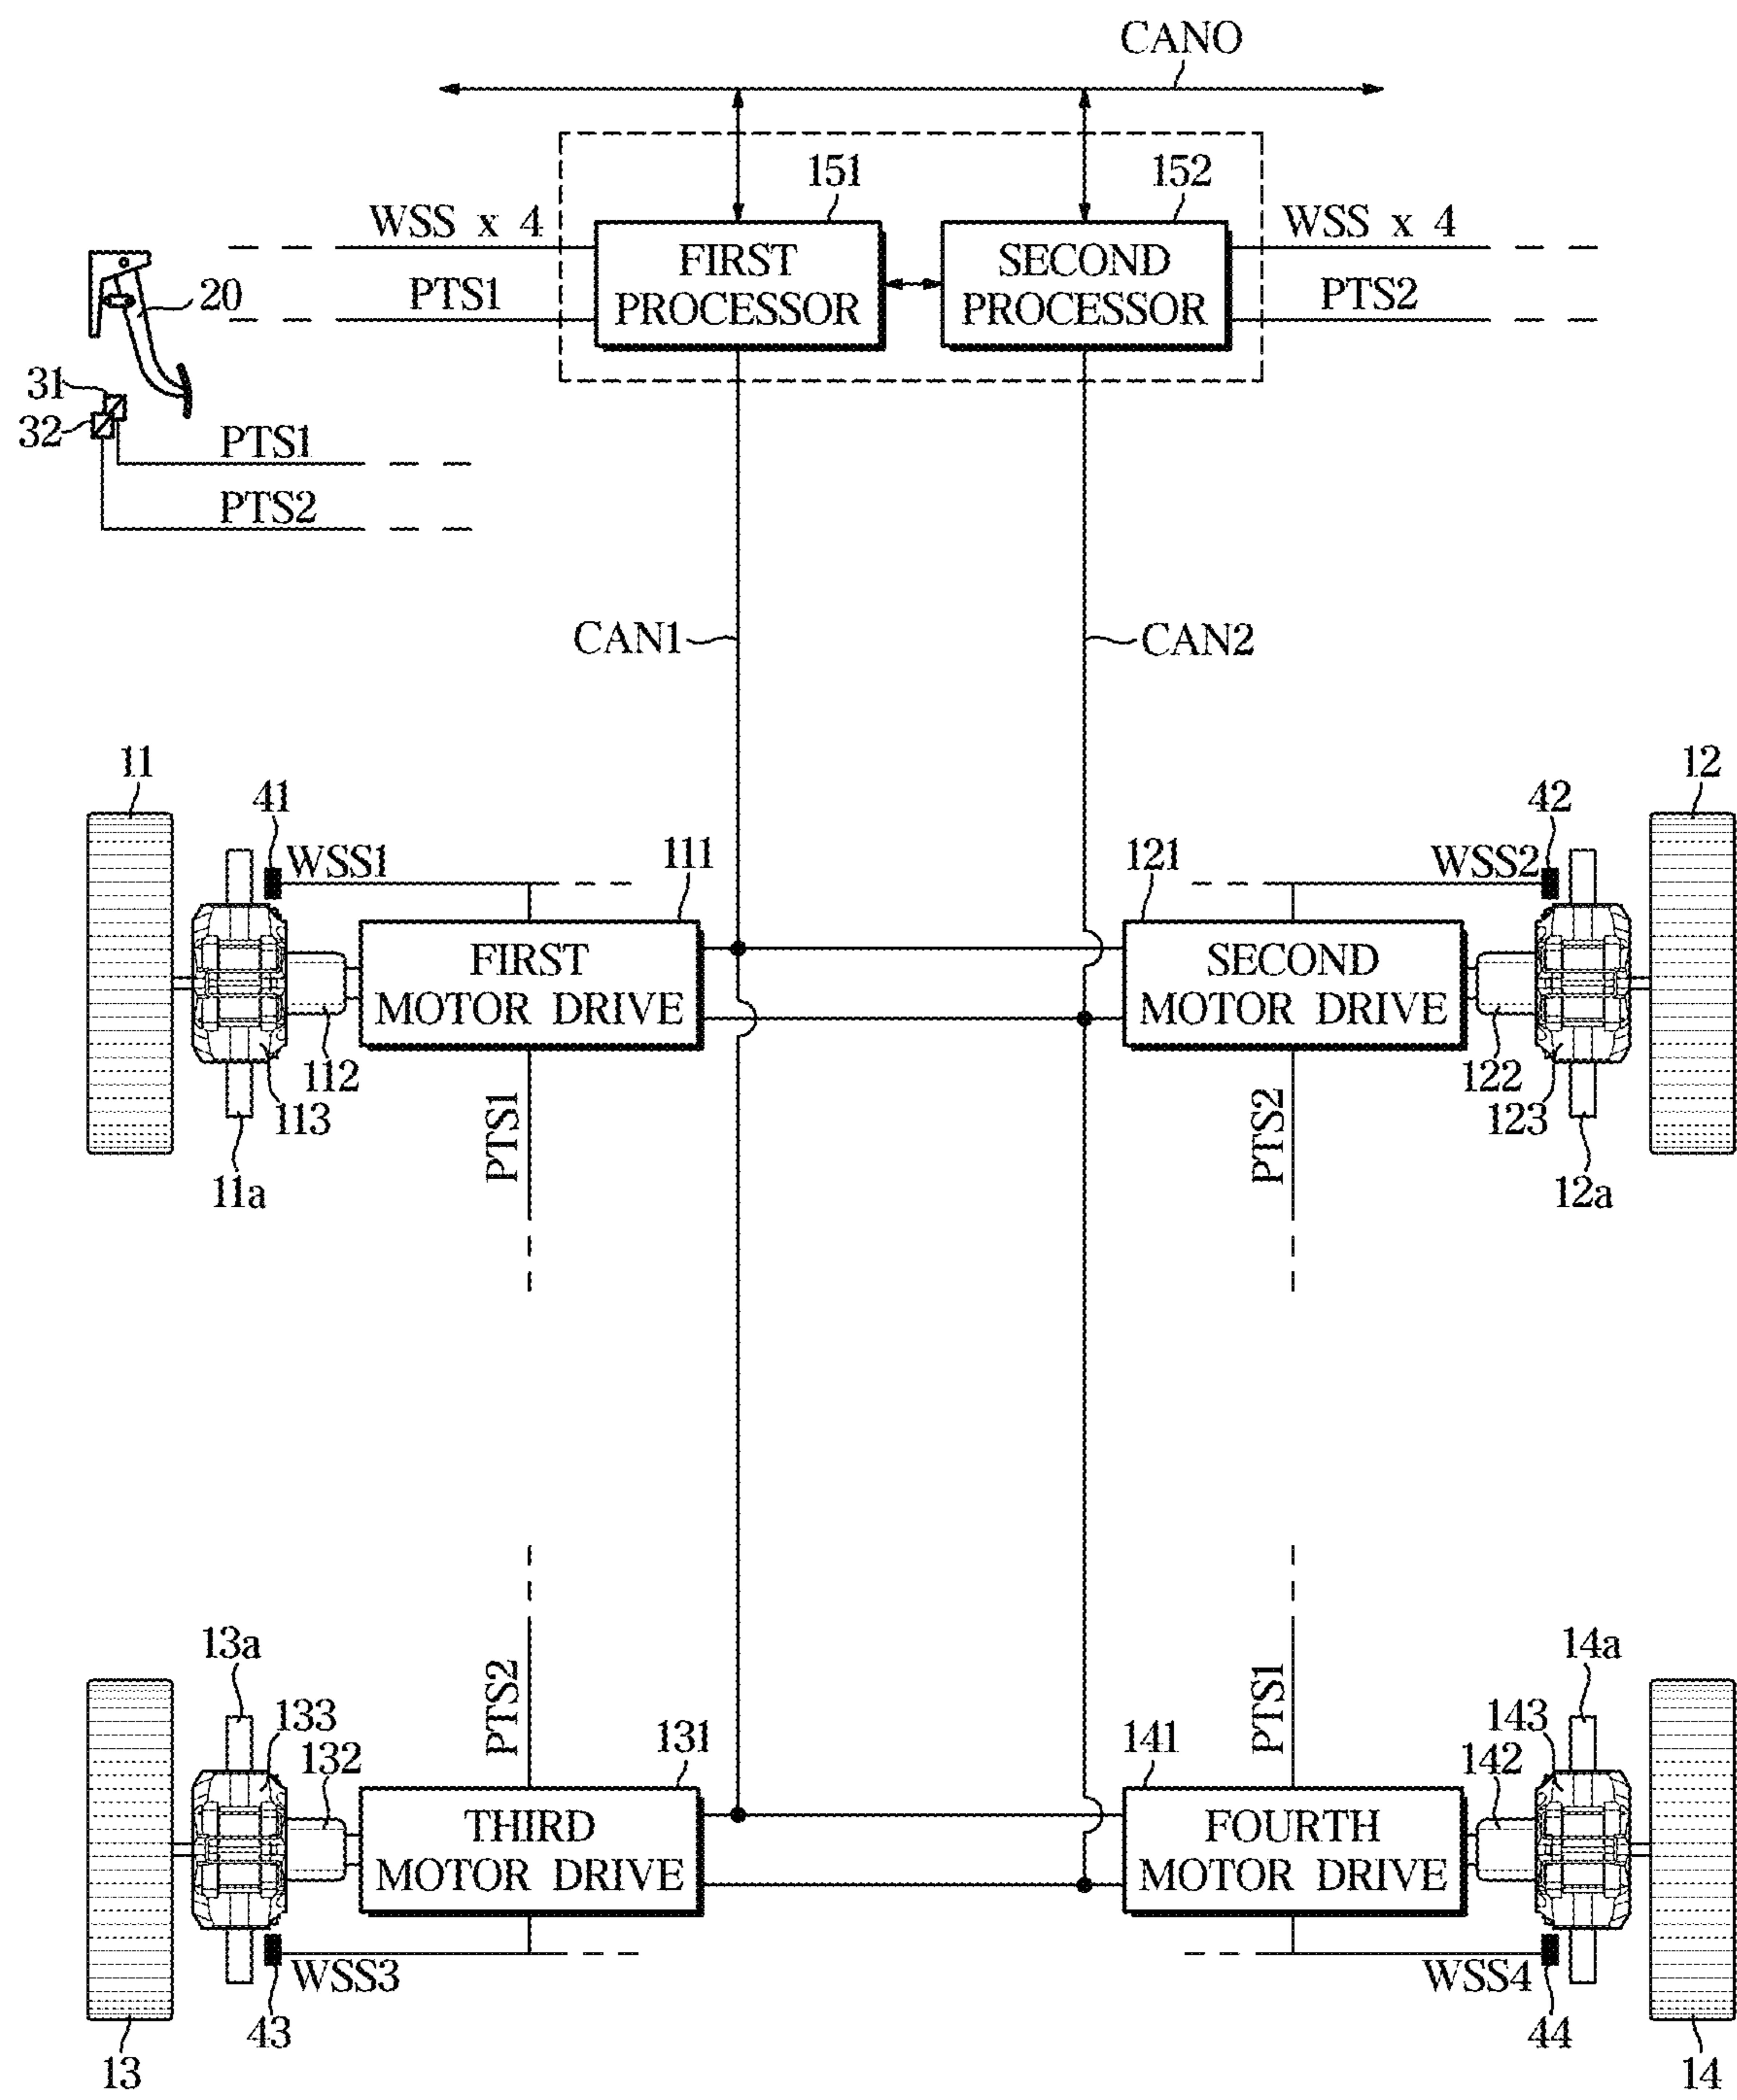 CANO
151
152
WSS x 4
FIRST
PROCESSOR
SECOND
PROCESSOR
WSS x 4
PTS1
PTS2
20
31
32
PTS1
PTS2
CAN1
CAN2
11
12
41
42
WSS1
111
121
WSS2
FIRST
MOTOR DRIVE
SECOND
MOTOR DRIVE
112
122
113
123
PTS1
PTS2
11a
12a
13a
14a
133
143
132
142
PTS2
131
141
PTS1
THIRD
MOTOR DRIVE
FOURTH
MOTOR DRIVE
WSS3
WSS4
43
44
13
14